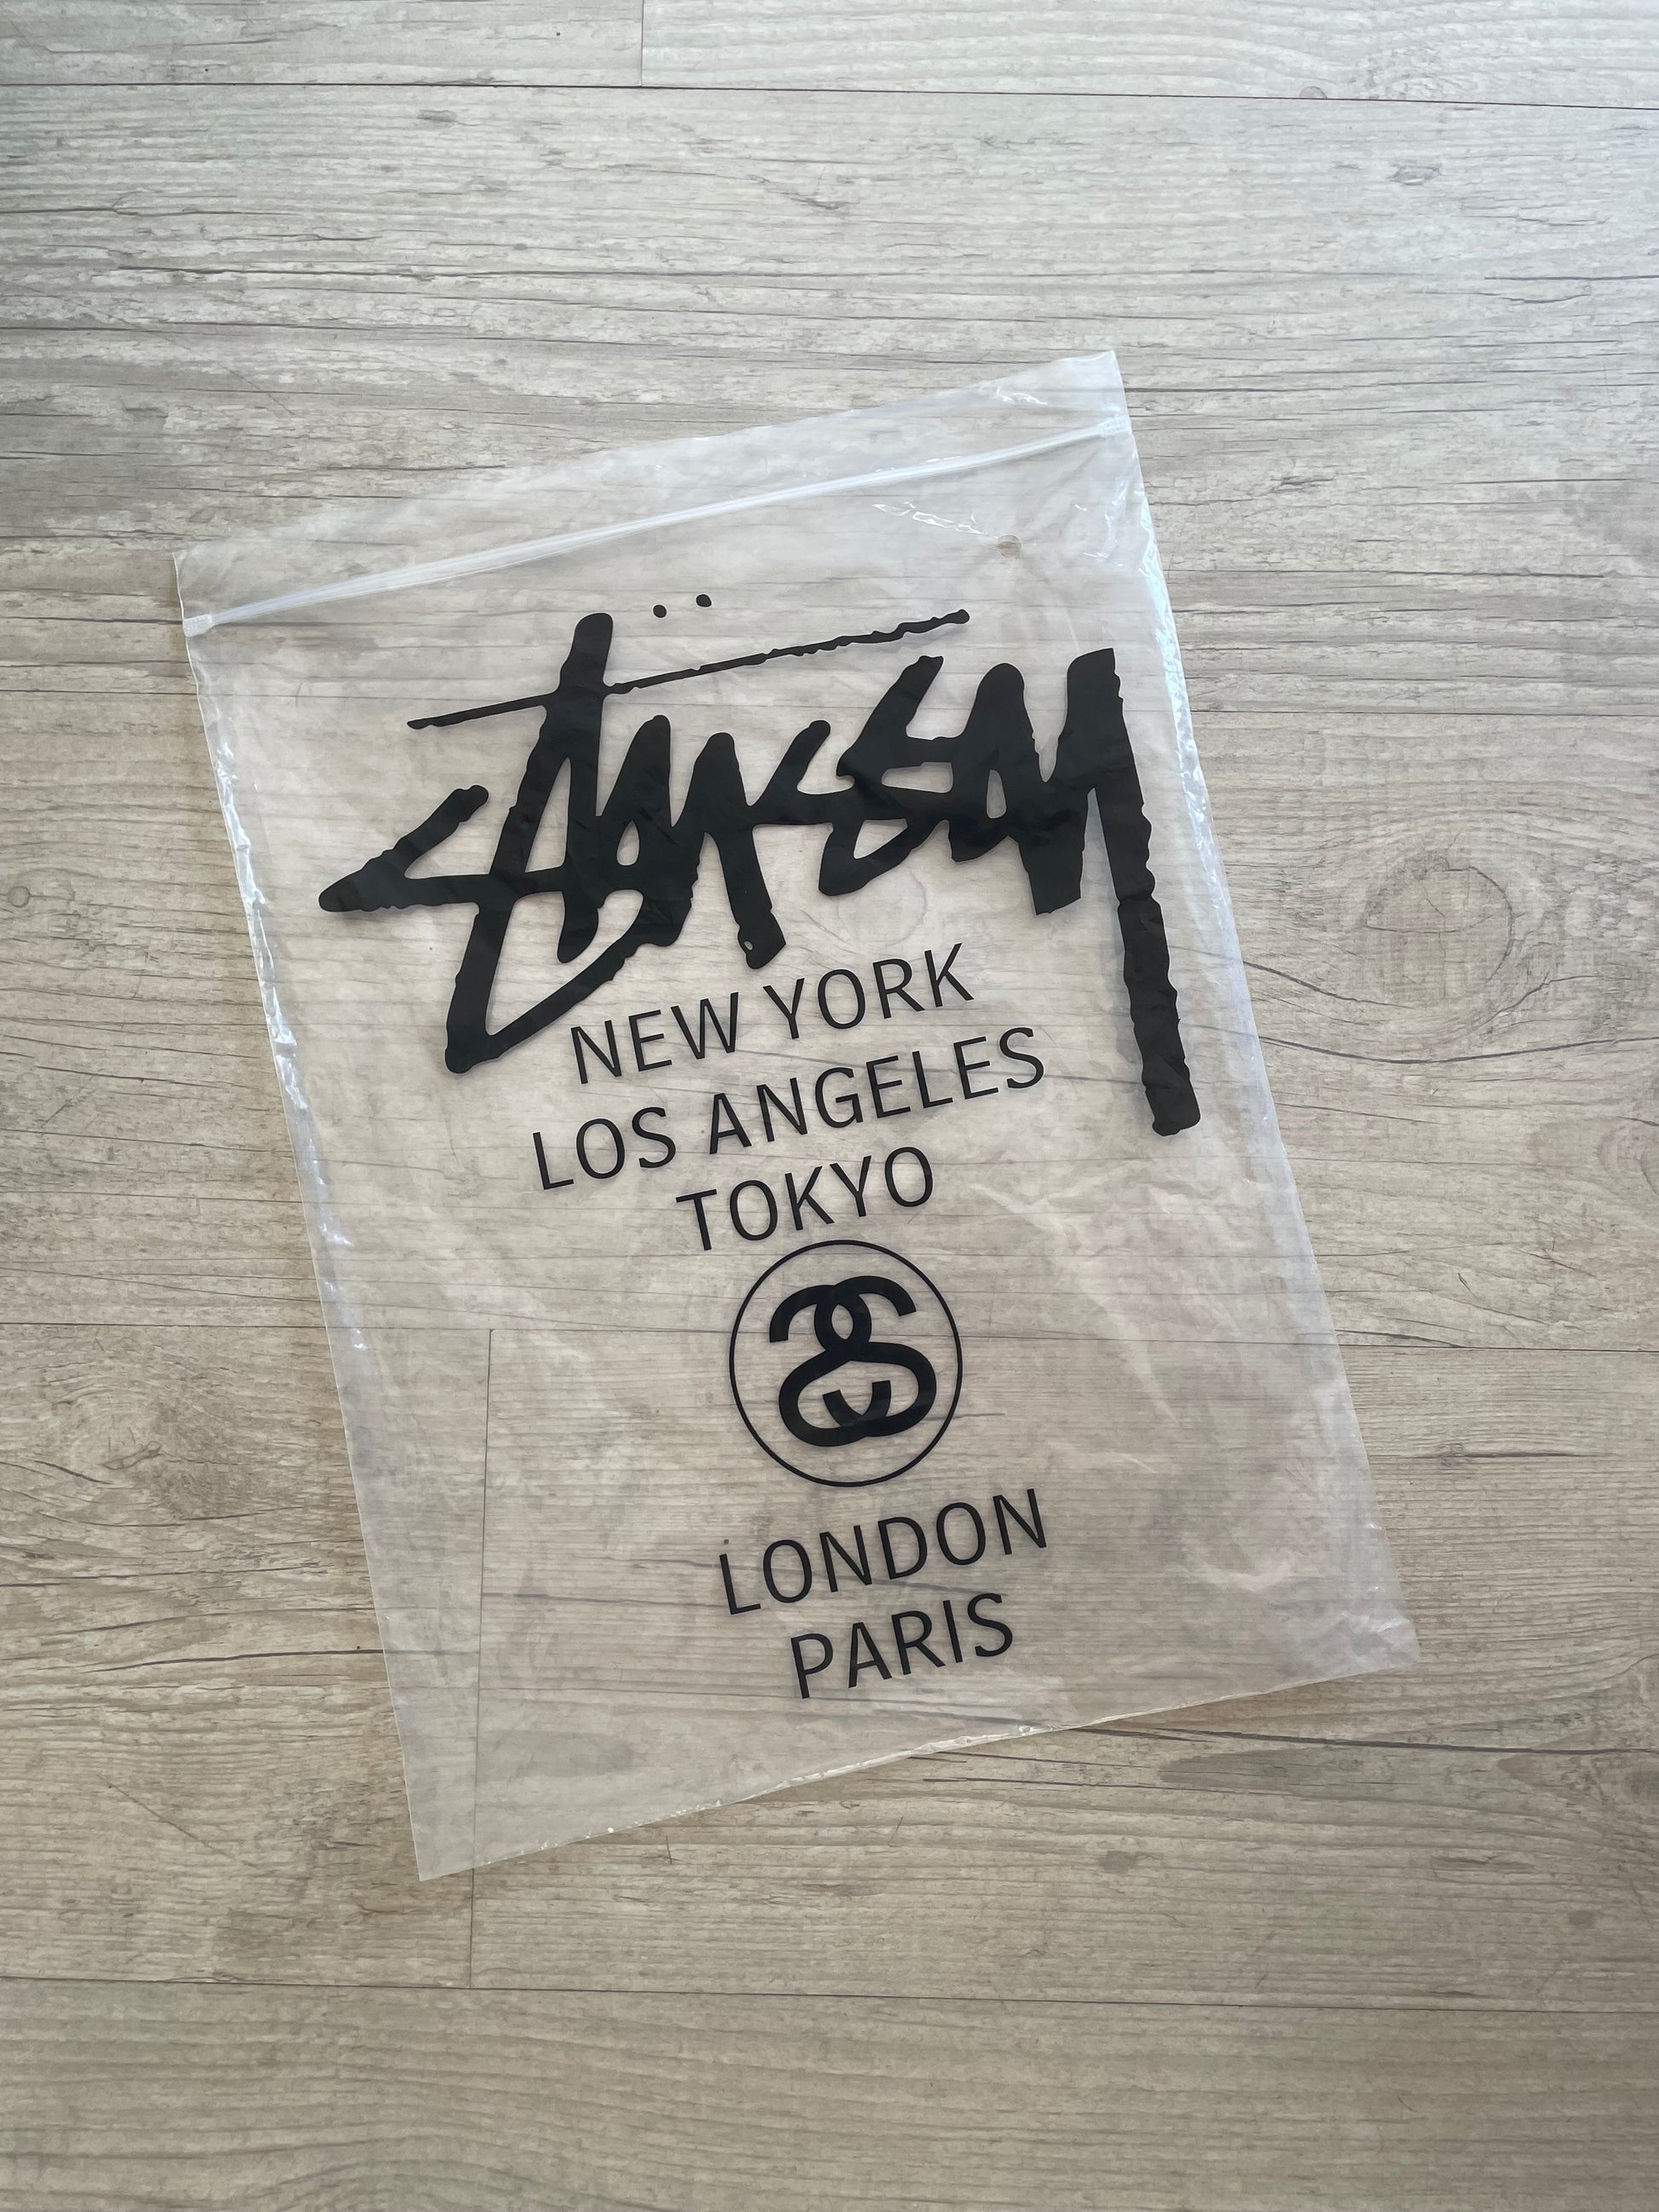 Stüssy
NEW YORK
LOS ANGELES
TOKYO
SS
LONDON
PARIS